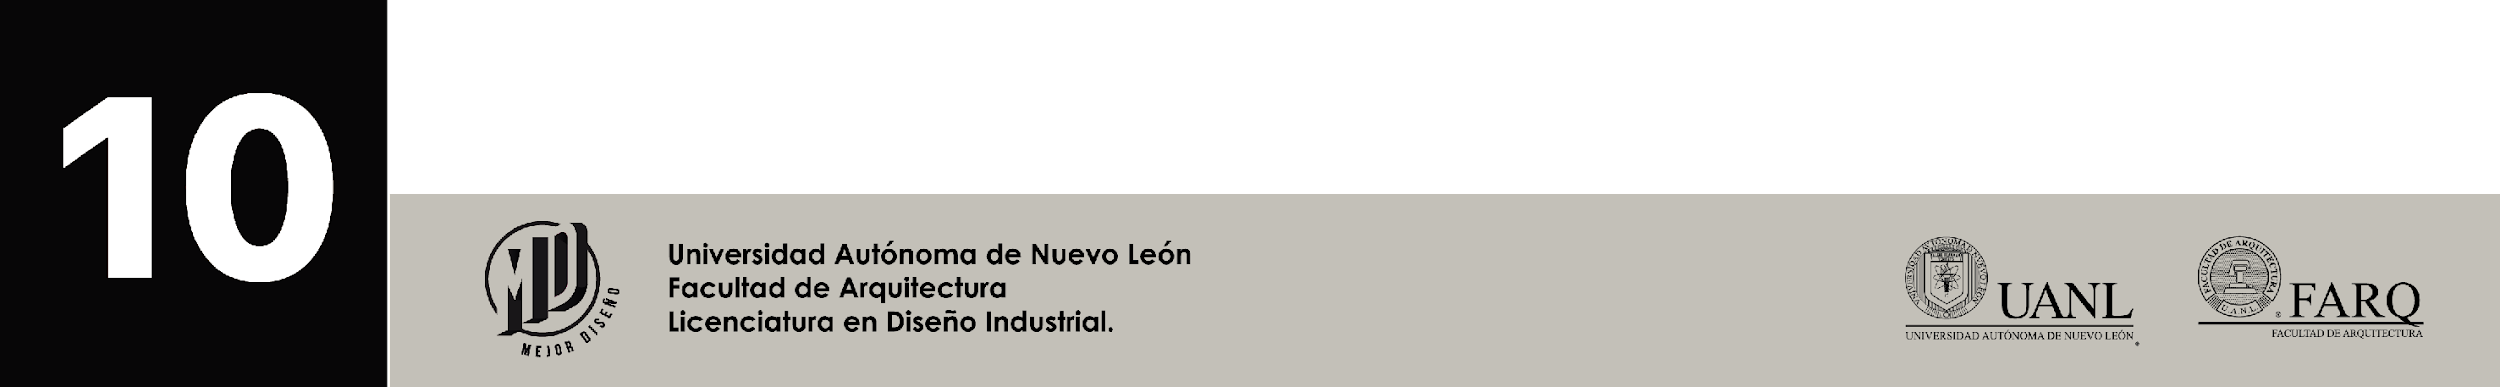 10
MEJOR DISEÑO
Universidad Autónoma de Nuevo León
Facultad de Arquitectura
Licenciatura en Diseño Industrial.
UANL
UNIVERSIDAD AUTÓNOMA DE NUEVO LEÓN
®
FACULTAD DE ARQUITECTURA
U A N L
®
FARQ
FACULTAD DE ARQUITECTURA